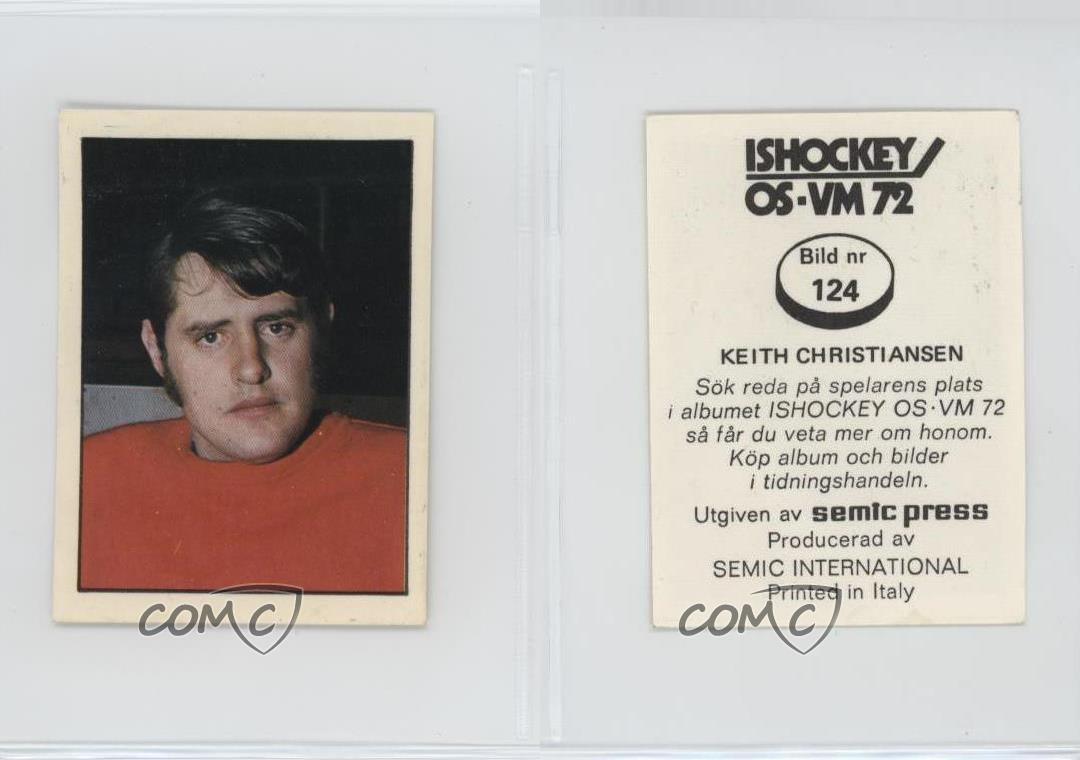 ISHOCKEY
OS·VM 72
Bild nr
124
KEITH CHRISTIANSEN
Sök reda på spelarens plats
i albumet ISHOCKEY OS·VM 72
så får du veta mer om honom.
Köp album och bilder
i tidningshandeln.
Utgiven av semic press
Producerad av
SEMIC INTERNATIONAL
Printed in Italy
COMC
COMC